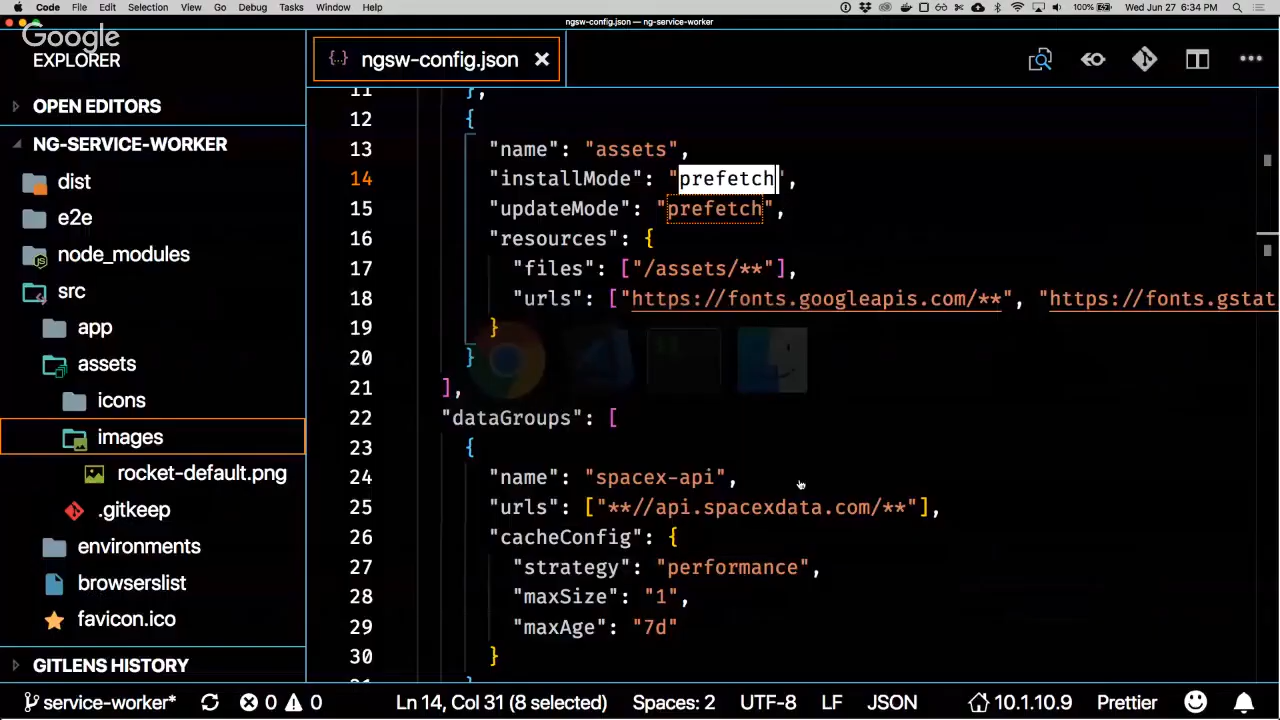 Code File Edit Selection View Go Debug Tasks Window Help 100% Wed Jun 27 6:34 PM
ngsw-config.json — ng-service-worker
Google
EXPLORER
OPEN EDITORS
NG-SERVICE-WORKER
dist
e2e
node_modules
src
app
assets
icons
images
rocket-default.png
.gitkeep
environments
browserslist
favicon.ico
GITLENS HISTORY
{··} ngsw-config.json
11 },
12 {
13 "name": "assets",
14 "installMode": "prefetch",
15 "updateMode": "prefetch",
16 "resources": {
17 "files": ["/assets/**"],
18 "urls": ["https://fonts.googleapis.com/**", "https://fonts.gstat
19 }
20 }
21 ],
22 "dataGroups": [
23 {
24 "name": "spacex-api",
25 "urls": ["**//api.spacexdata.com/**"],
26 "cacheConfig": {
27 "strategy": "performance",
28 "maxSize": "1",
29 "maxAge": "7d"
30 }
service-worker* 0 0 Ln 14, Col 31 (8 selected) Spaces: 2 UTF-8 LF JSON 10.1.10.9 Prettier